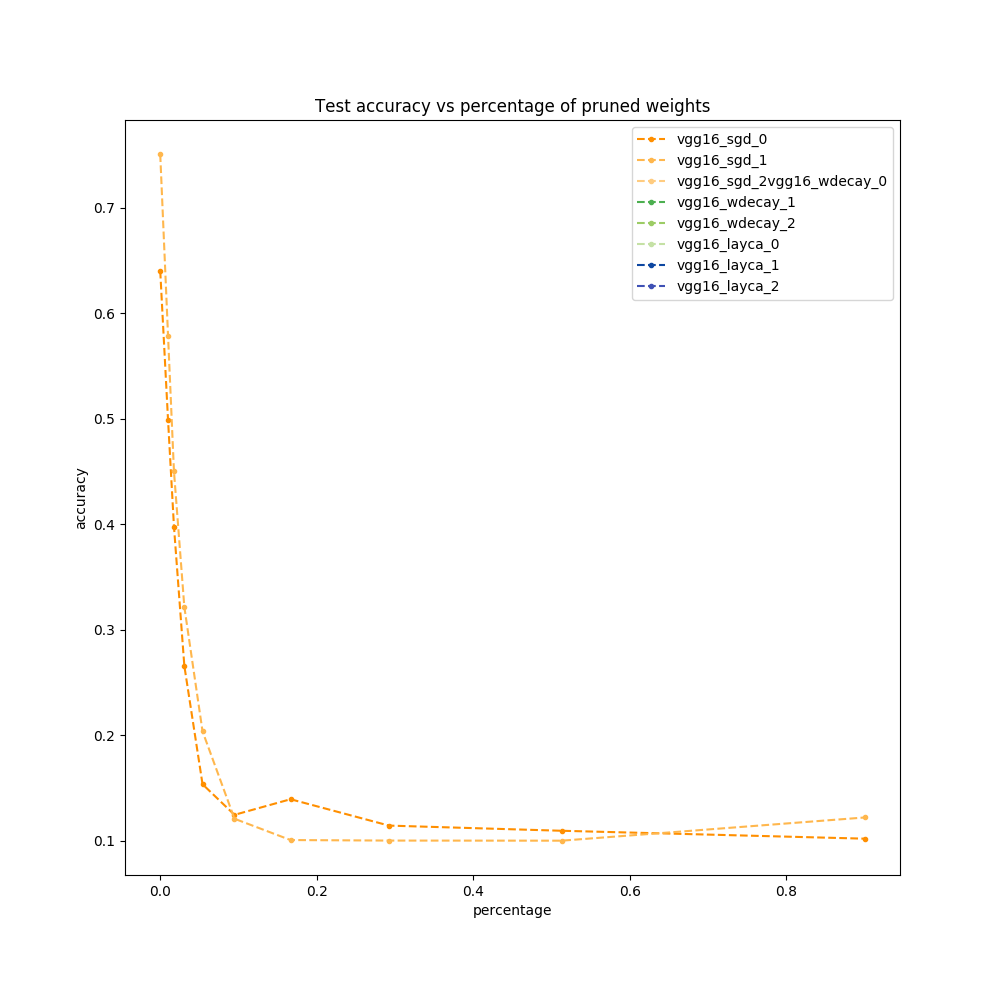 Test accuracy vs percentage of pruned weights
vgg16_sgd_0
vgg16_sgd_1
vgg16_sgd_2vgg16_wdecay_0
vgg16_wdecay_1
vgg16_wdecay_2
vgg16_layca_0
vgg16_layca_1
vgg16_layca_2
accuracy
0.7
0.6
0.5
0.4
0.3
0.2
0.1
0.0 0.2 0.4 0.6 0.8
percentage